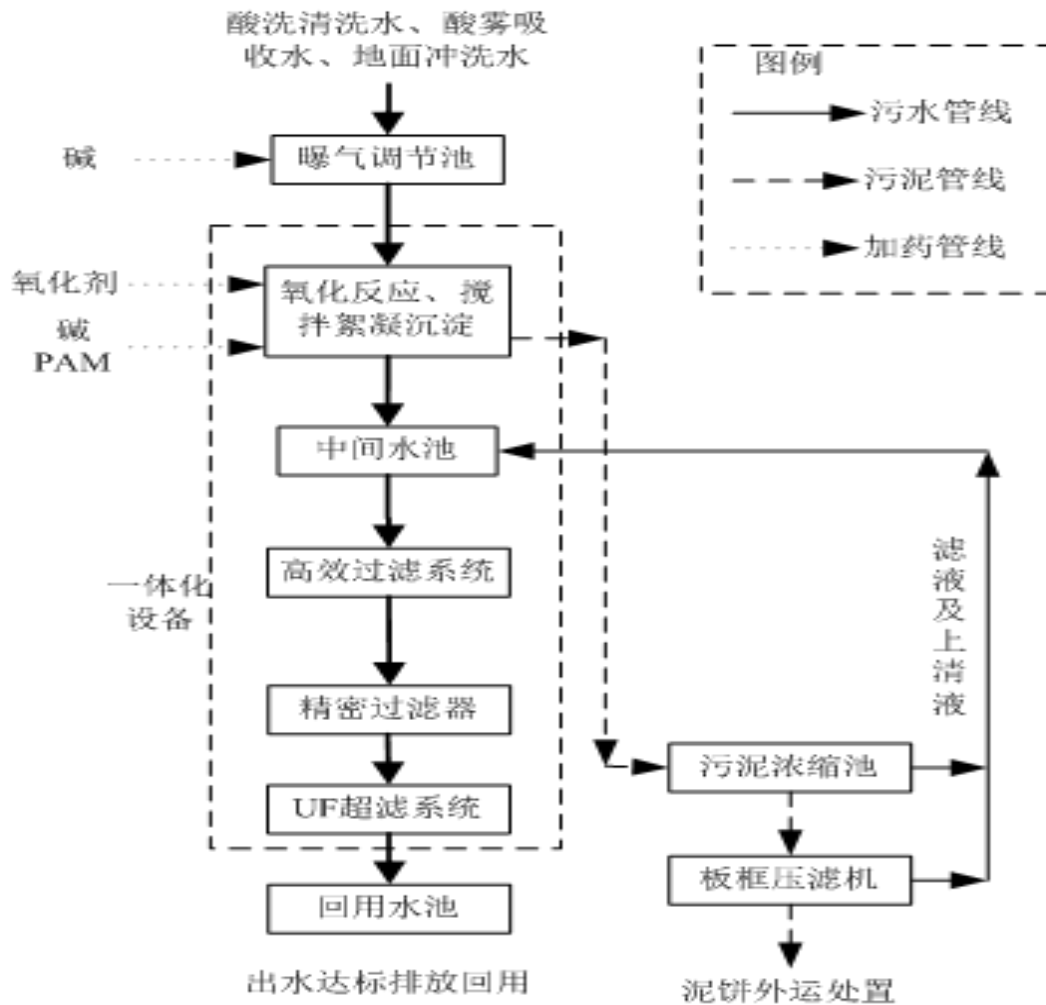 酸洗清洗水、酸雾吸
收水、地面冲洗水
图例
污水管线
污泥管线
加药管线
碱
曝气调节池
氧化剂
碱
PAM
氧化反应、搅
拌絮凝沉淀
中间水池
高效过滤系统
一体化
设备
精密过滤器
UF超滤系统
回用水池
出水达标排放回用
滤液及上清液
污泥浓缩池
板框压滤机
泥饼外运处置